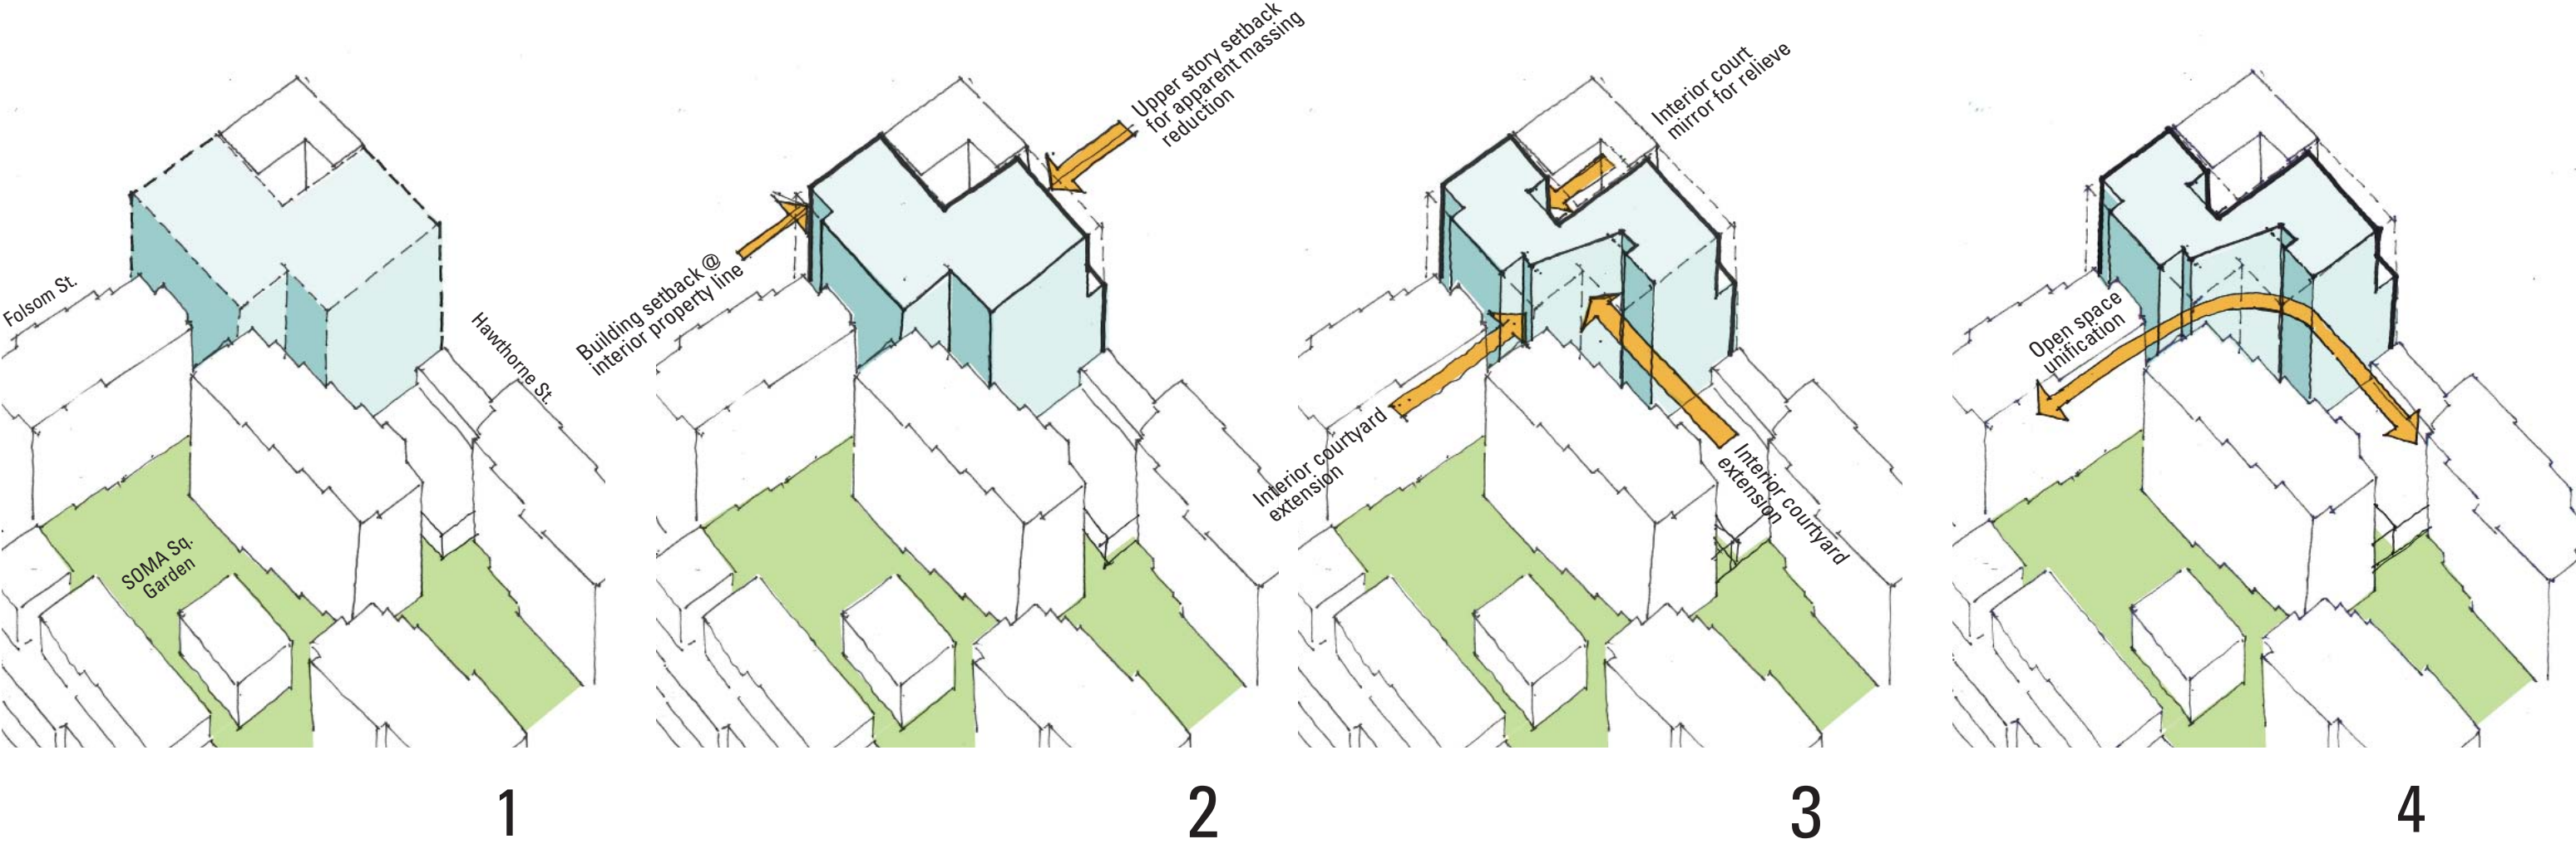 Folsom St.
Hawthorne St.
SOMA Sq.
Garden
1
Building setback @
interior property line
Upper story setback
for apparent massing
reduction
2
Interior court
mirror for relieve
Interior courtyard
extension
Interior courtyard
extension
3
Open space
unification
4